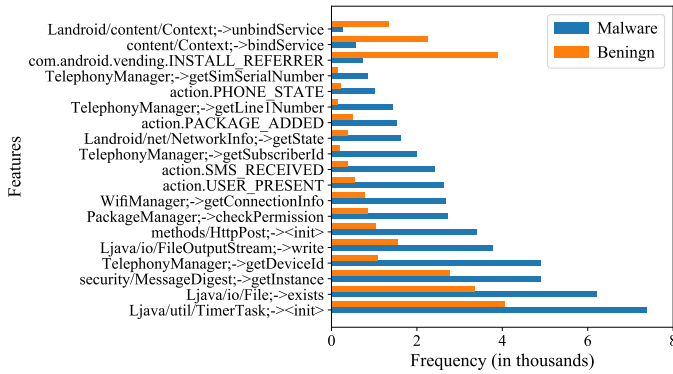 Malware
Beningn
Features
Landroid/content/Context;->unbindService
content/Context;->bindService
com.android.vending.INSTALL_REFERRER
TelephonyManager;->getSimSerialNumber
action.PHONE_STATE
TelephonyManager;->getLine1Number
action.PACKAGE_ADDED
Landroid/net/NetworkInfo;->getState
TelephonyManager;->getSubscriberId
action.SMS_RECEIVED
action.USER_PRESENT
WifiManager;->getConnectionInfo
PackageManager;->checkPermission
methods/HttpPost;-><init>
Ljava/io/FileOutputStream;->write
TelephonyManager;->getDeviceId
security/MessageDigest;->getInstance
Ljava/io/File;->exists
Ljava/util/TimerTask;-><init>
0 2 4 6 8
Frequency (in thousands)